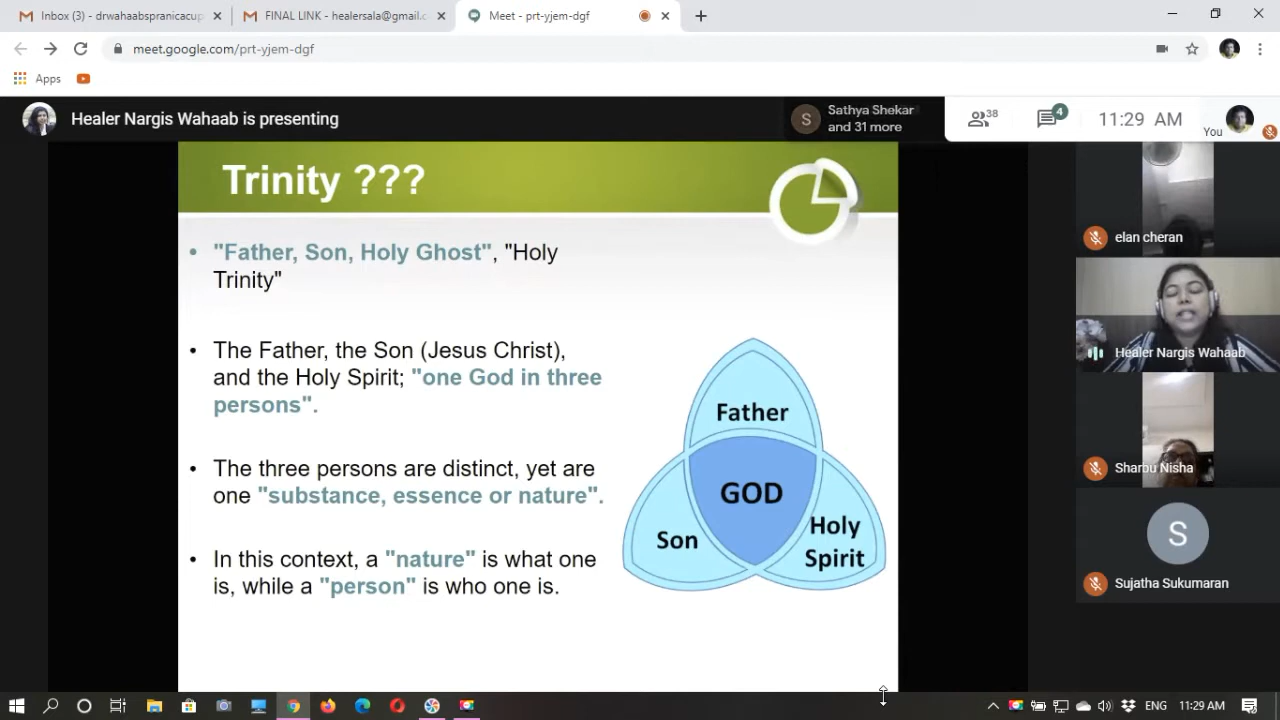 Inbox (3) - drwahaabspranicacup
FINAL LINK - healersala@gmail.c
Meet - prt-yjem-dgf
meet.google.com/prt-yjem-dgf
Apps
Healer Nargis Wahaab is presenting
S
Sathya Shekar
and 31 more
38
4
11:29 AM
You
Trinity ???
• "Father, Son, Holy Ghost", "Holy
Trinity"
• The Father, the Son (Jesus Christ),
and the Holy Spirit; "one God in three
persons".
• The three persons are distinct, yet are
one "substance, essence or nature".
• In this context, a "nature" is what one
is, while a "person" is who one is.
Father
GOD
Son
Holy
Spirit
elan cheran
Healer Nargis Wahaab
Sharbu Nisha
S
Sujatha Sukumaran
ENG
11:29 AM